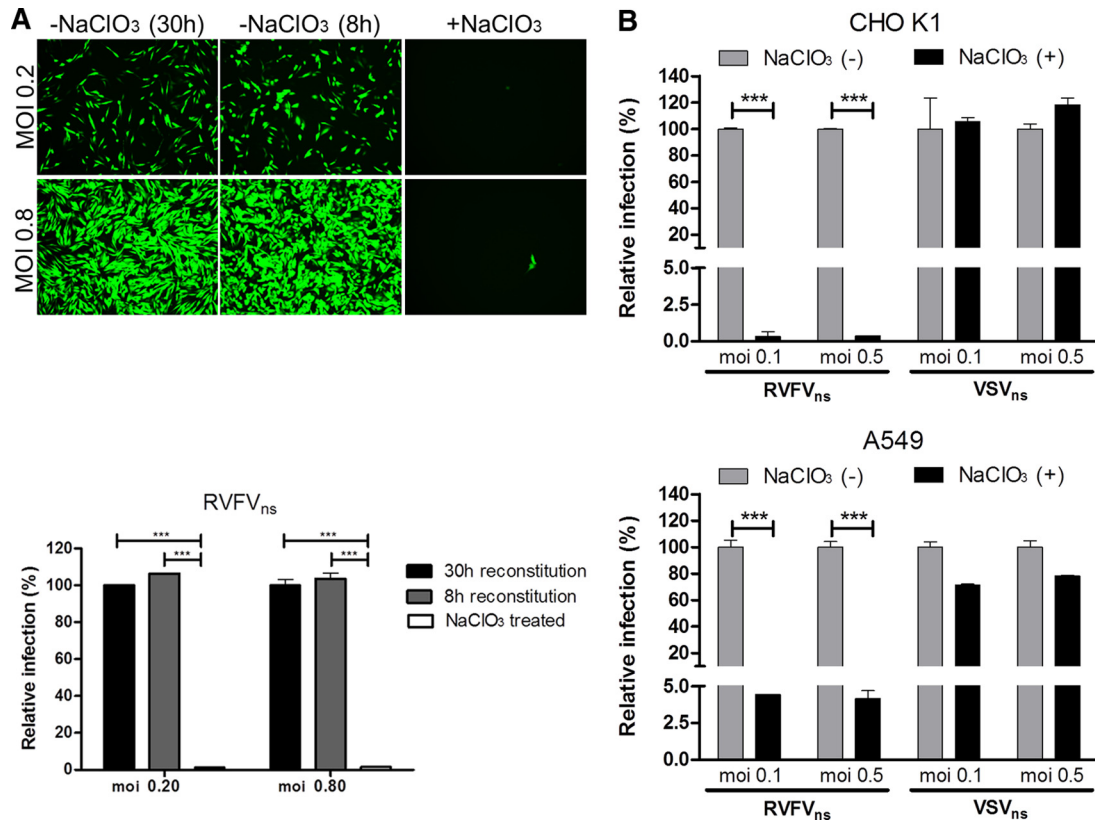 A
-NaClO₃ (30h) -NaClO₃ (8h) +NaClO₃
MOI 0.2
MOI 0.8
RVFVns
Relative infection (%)
120
100
80
60
40
20
0
*** *** *** ***
moi 0.20 moi 0.80
30h reconstitution
8h reconstitution
NaClO₃ treated
B
CHO K1
NaClO₃ (-) NaClO₃ (+)
Relative infection (%)
140
120
100
80
60
40
20
5.0
2.5
0.0
*** ***
moi 0.1 moi 0.5 moi 0.1 moi 0.5
RVFVns VSVns
A549
NaClO₃ (-) NaClO₃ (+)
Relative infection (%)
140
120
100
80
60
40
20
5.0
2.5
0.0
*** ***
moi 0.1 moi 0.5 moi 0.1 moi 0.5
RVFVns VSVns